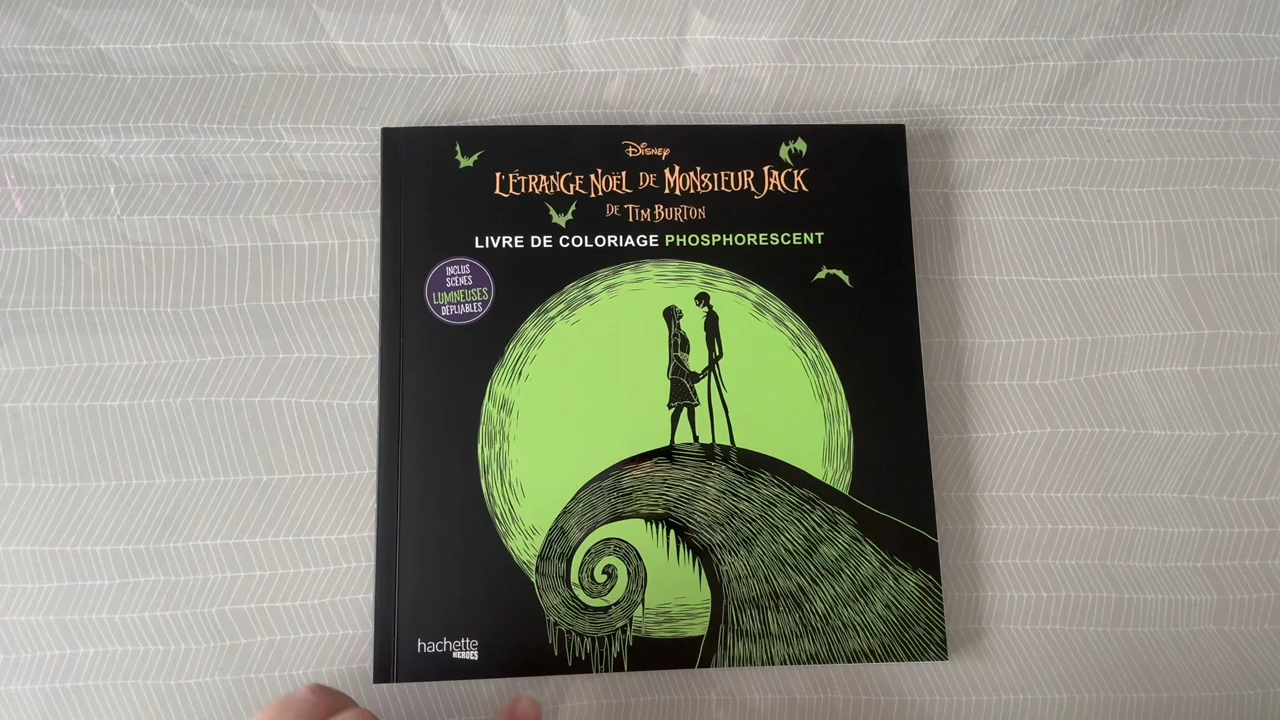 Disney
L'ÉTRANGE NOËL DE MONSIEUR JACK
DE TIM BURTON
LIVRE DE COLORIAGE PHOSPHORESCENT
INCLUS
SCÈNES
LUMINEUSES
DÉPLIABLES
hachette
HEROES